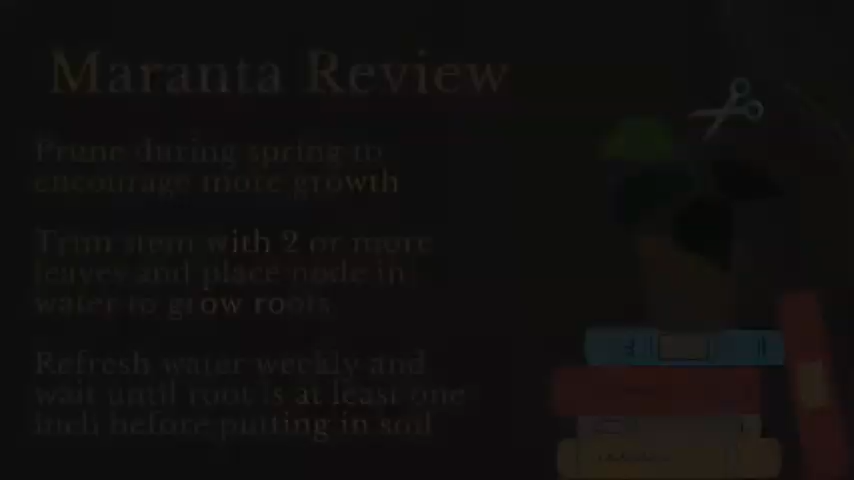 Maranta Review
Prune during spring to
encourage more growth
Trim stem with 2 or more
leaves and place node in
water to grow roots
Refresh water weekly and
wait until root is at least one
inch before putting in soil